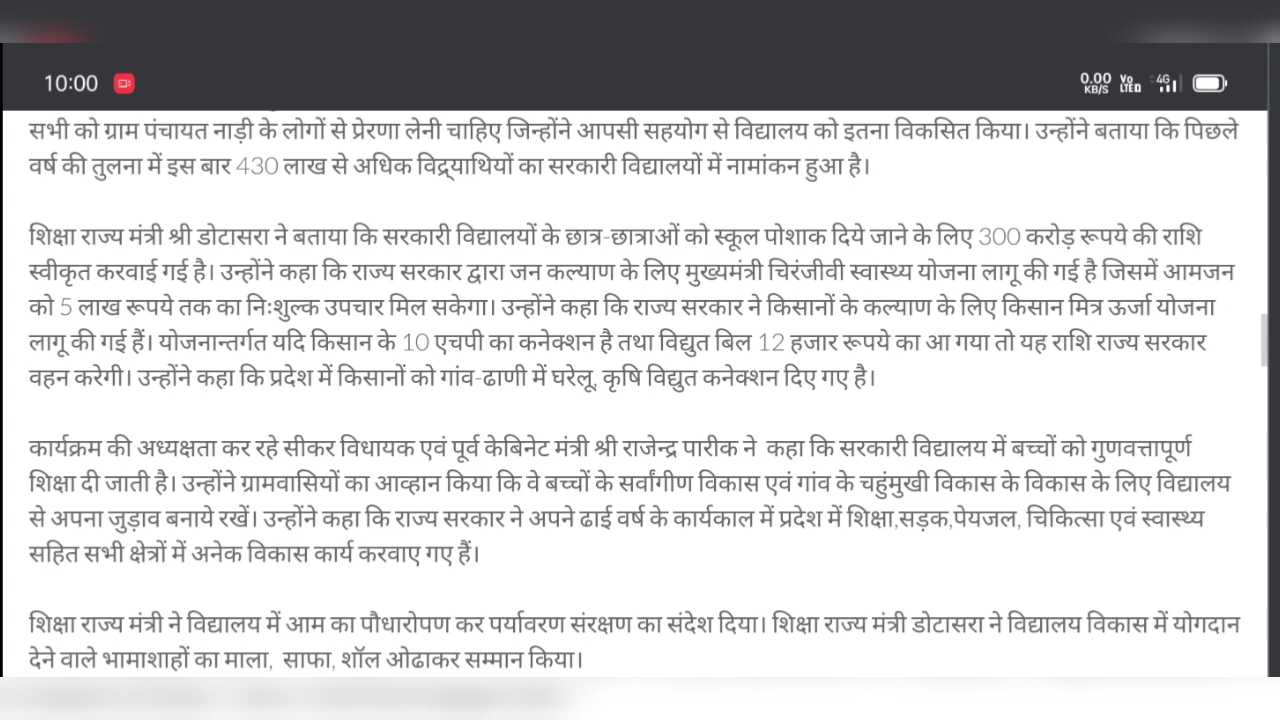 10:00
0.00 KB/S Vo LTE 4G
सभी को ग्राम पंचायत नाड़ी के लोगों से प्रेरणा लेनी चाहिए जिन्होंने आपसी सहयोग से विद्यालय को इतना विकसित किया। उन्होंने बताया कि पिछले
वर्ष की तुलना में इस बार 430 लाख से अधिक विद्र्याथियों का सरकारी विद्यालयों में नामांकन हुआ है।
शिक्षा राज्य मंत्री श्री डोटासरा ने बताया कि सरकारी विद्यालयों के छात्र-छात्राओं को स्कूल पोशाक दिये जाने के लिए 300 करोड़ रूपये की राशि
स्वीकृत करवाई गई है। उन्होंने कहा कि राज्य सरकार द्वारा जन कल्याण के लिए मुख्यमंत्री चिरंजीवी स्वास्थ्य योजना लागू की गई है जिसमें आमजन
को 5 लाख रूपये तक का निःशुल्क उपचार मिल सकेगा। उन्होंने कहा कि राज्य सरकार ने किसानों के कल्याण के लिए किसान मित्र ऊर्जा योजना
लागू की गई हैं। योजनान्तर्गत यदि किसान के 10 एचपी का कनेक्शन है तथा विद्युत बिल 12 हजार रूपये का आ गया तो यह राशि राज्य सरकार
वहन करेगी। उन्होंने कहा कि प्रदेश में किसानों को गांव-ढाणी में घरेलू, कृषि विद्युत कनेक्शन दिए गए है।
कार्यक्रम की अध्यक्षता कर रहे सीकर विधायक एवं पूर्व केबिनेट मंत्री श्री राजेन्द्र पारीक ने  कहा कि सरकारी विद्यालय में बच्चों को गुणवत्तापूर्ण
शिक्षा दी जाती है। उन्होंने ग्रामवासियों का आव्हान किया कि वे बच्चों के सर्वांगीण विकास एवं गांव के चहुंमुखी विकास के विकास के लिए विद्यालय
से अपना जुड़ाव बनाये रखें। उन्होंने कहा कि राज्य सरकार ने अपने ढाई वर्ष के कार्यकाल में प्रदेश में शिक्षा,सड़क,पेयजल, चिकित्सा एवं स्वास्थ्य
सहित सभी क्षेत्रों में अनेक विकास कार्य करवाए गए हैं।
शिक्षा राज्य मंत्री ने विद्यालय में आम का पौधारोपण कर पर्यावरण संरक्षण का संदेश दिया। शिक्षा राज्य मंत्री डोटासरा ने विद्यालय विकास में योगदान
देने वाले भामाशाहों का माला,  साफा, शॉल ओढाकर सम्मान किया।